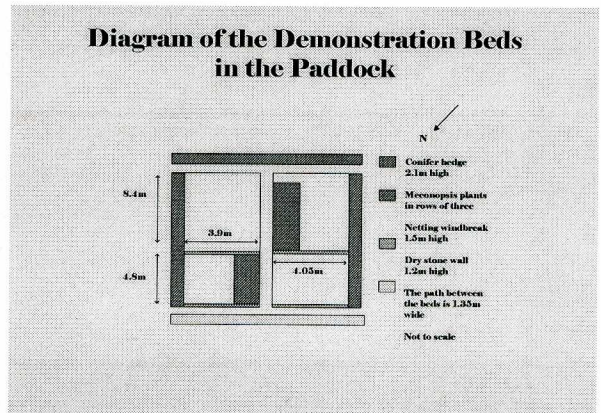 Diagram of the Demonstration Beds
in the Paddock
N
8.4m
3.9m
4.8m
4.05m
Conifer hedge
2.1m high
Meconopsis plants
in rows of three
Netting windbreak
1.5m high
Dry stone wall
1.2m high
The path between
the beds is 1.35m
wide
Not to scale